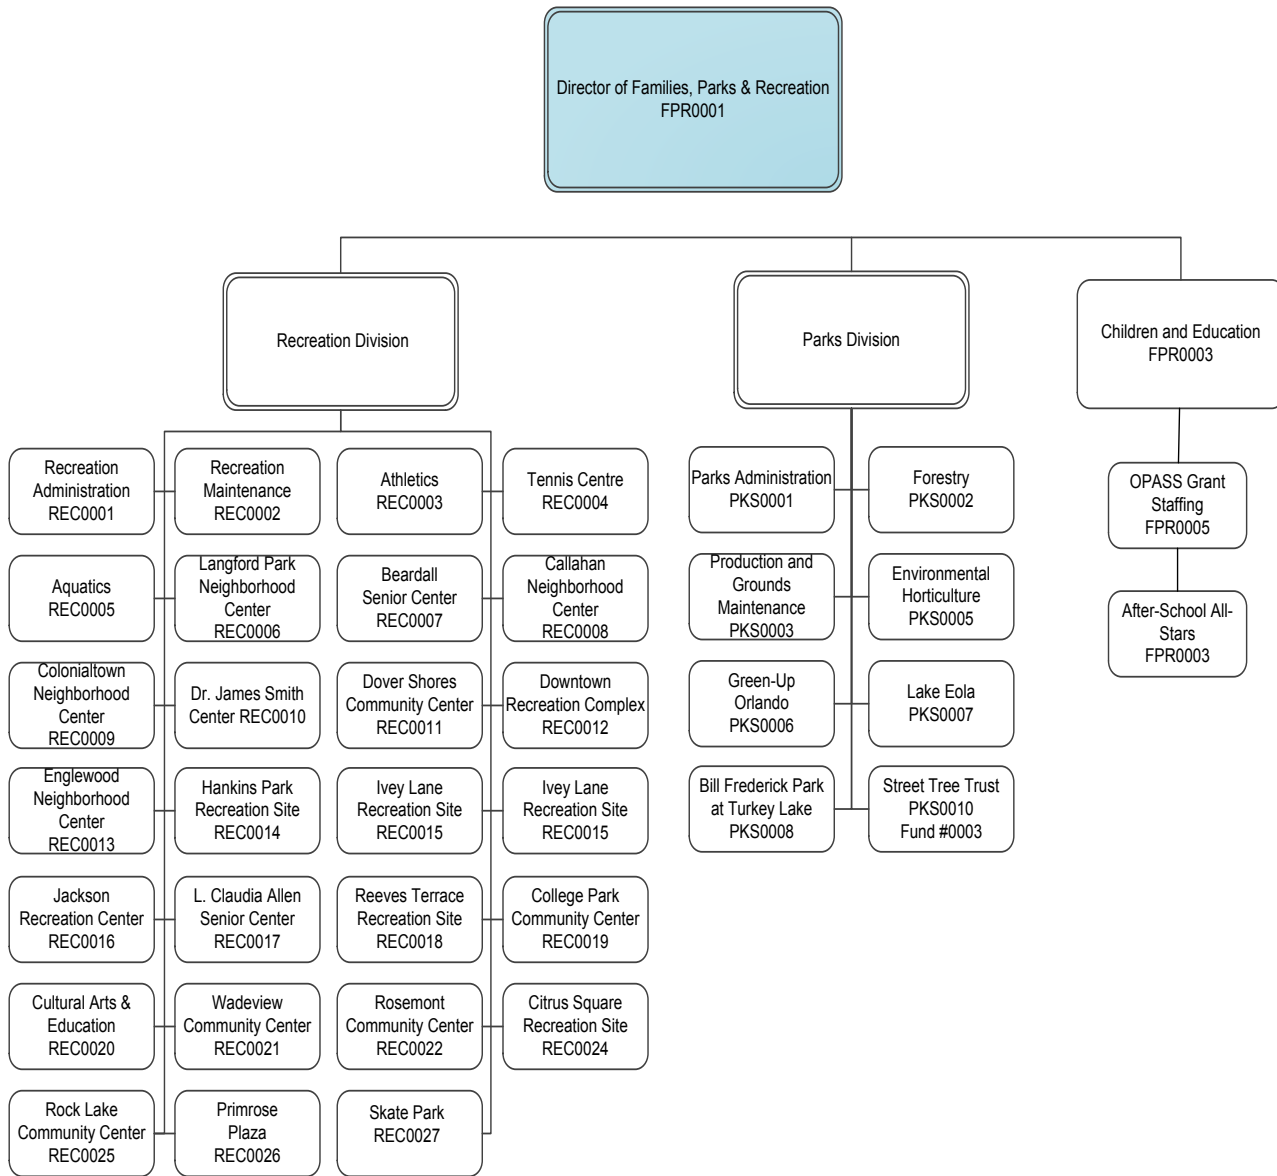 Director of Families, Parks & Recreation
FPR0001
Recreation Division
Parks Division
Children and Education
FPR0003
Recreation
Administration
REC0001
Recreation
Maintenance
REC0002
Athletics
REC0003
Tennis Centre
REC0004
Parks Administration
PKS0001
Forestry
PKS0002
OPASS Grant
Staffing
FPR0005
Aquatics
REC0005
Langford Park
Neighborhood
Center
REC0006
Beardall
Senior Center
REC0007
Callahan
Neighborhood
Center
REC0008
Production and
Grounds
Maintenance
PKS0003
Environmental
Horticulture
PKS0005
After-School All-
Stars
FPR0003
Colonialtown
Neighborhood
Center
REC0009
Dr. James Smith
Center REC0010
Dover Shores
Community Center
REC0011
Downtown
Recreation Complex
REC0012
Green-Up
Orlando
PKS0006
Lake Eola
PKS0007
Englewood
Neighborhood
Center
REC0013
Hankins Park
Recreation Site
REC0014
Ivey Lane
Recreation Site
REC0015
Ivey Lane
Recreation Site
REC0015
Bill Frederick Park
at Turkey Lake
PKS0008
Street Tree Trust
PKS0010
Fund #0003
Jackson
Recreation Center
REC0016
L. Claudia Allen
Senior Center
REC0017
Reeves Terrace
Recreation Site
REC0018
College Park
Community Center
REC0019
Cultural Arts &
Education
REC0020
Wadeview
Community Center
REC0021
Rosemont
Community Center
REC0022
Citrus Square
Recreation Site
REC0024
Rock Lake
Community Center
REC0025
Primrose
Plaza
REC0026
Skate Park
REC0027